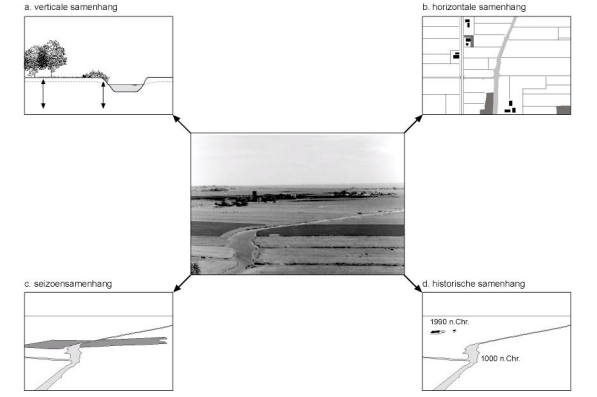 a. verticale samenhang
b. horizontale samenhang
c. seizoensamenhang
d. historische samenhang
1990 n.Chr.
1000 n.Chr.